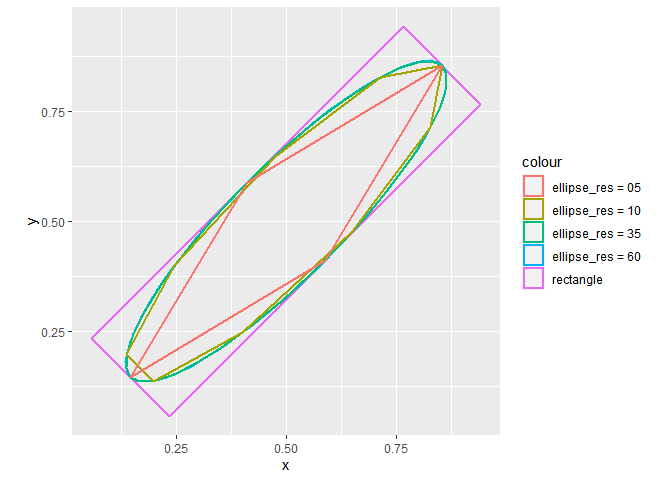 0.75
0.50
0.25
y
0.25 0.50 0.75
x
colour
ellipse_res = 05
ellipse_res = 10
ellipse_res = 35
ellipse_res = 60
rectangle